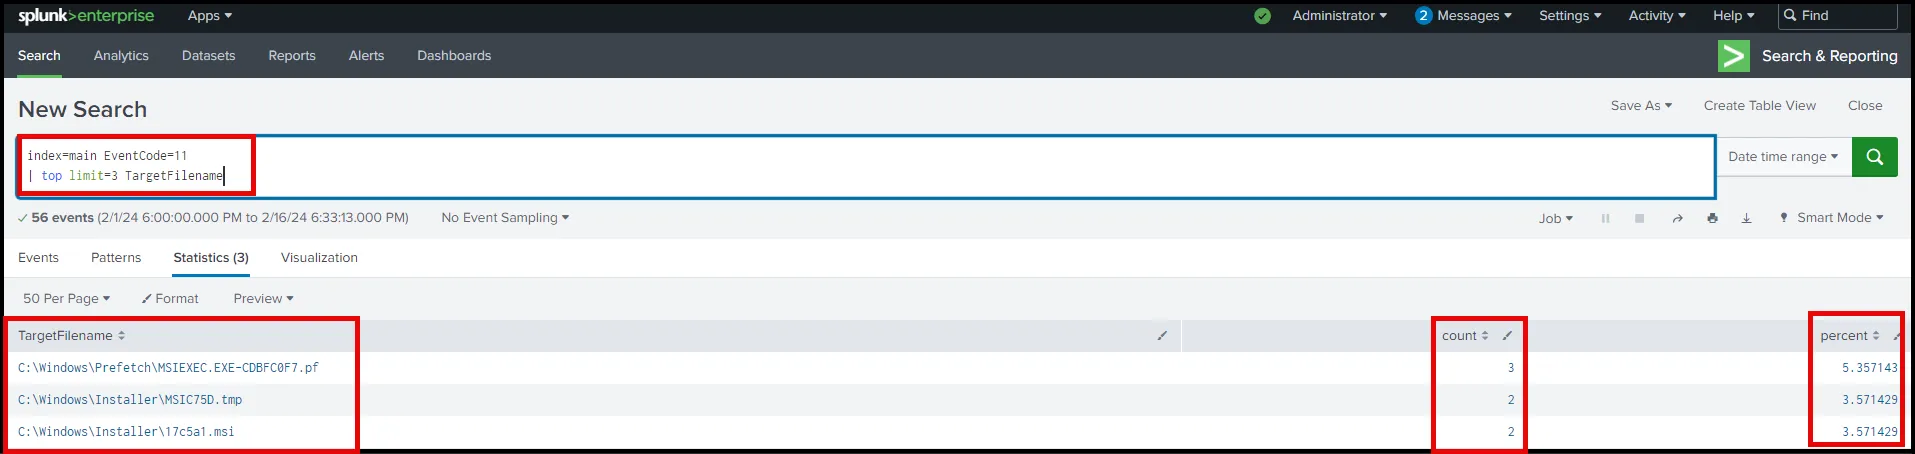 splunk>enterprise Apps Administrator 2 Messages Settings Activity Help Find
Search Analytics Datasets Reports Alerts Dashboards Search & Reporting
New Search Save As Create Table View Close
index=main EventCode=11
| top limit=3 TargetFilename
Date time range
56 events (2/1/24 6:00:00.000 PM to 2/16/24 6:33:13.000 PM) No Event Sampling Job Smart Mode
Events Patterns Statistics (3) Visualization
50 Per Page Format Preview
TargetFilename count percent
C:\Windows\Prefetch\MSIEXEC.EXE-CDBFC0F7.pf 3 5.357143
C:\Windows\Installer\MSIC75D.tmp 2 3.571429
C:\Windows\Installer\17c5a1.msi 2 3.571429